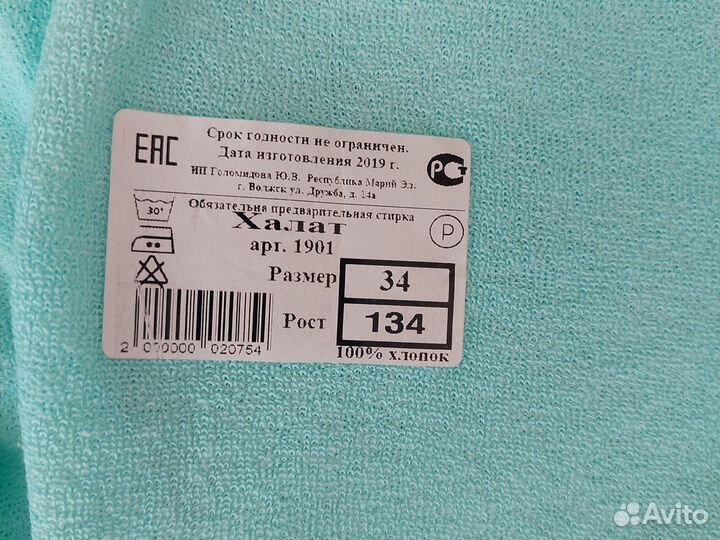 Срок годности не ограничен.
EAC
Дата изготовления 2019 г.
РСТ
ИП Голомидова Ю.В. Республика Марий Эл.
г. Волжск ул. Дружба, д. 14а
Обязательна предварительная стирка
30°
Халат
P
арт. 1901
Размер 34
Рост 134
2 000000 020754
100% хлопок
Avito